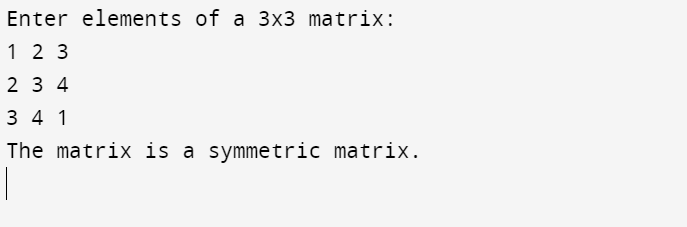 Enter elements of a 3x3 matrix:
1 2 3
2 3 4
3 4 1
The matrix is a symmetric matrix.